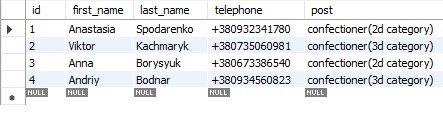 id first_name last_name telephone post
1 Anastasia Spodarenko +380932341780 confectioner(2d category)
2 Viktor Kachmaryk +380735060981 confectioner(3d category)
3 Anna Borysyuk +380673386540 confectioner(2d category)
4 Andriy Bodnar +380934560823 confectioner(3d category)
NULL NULL NULL NULL NULL